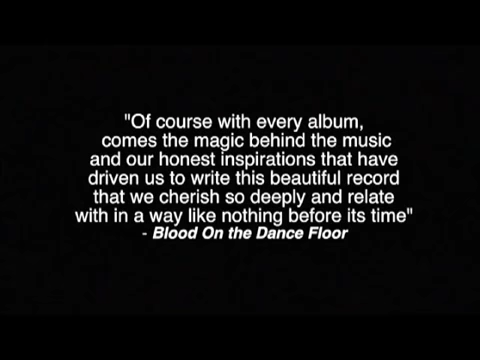 "Of course with every album,
comes the magic behind the music
and our honest inspirations that have
driven us to write this beautiful record
that we cherish so deeply and relate
with in a way like nothing before its time"
- Blood On the Dance Floor